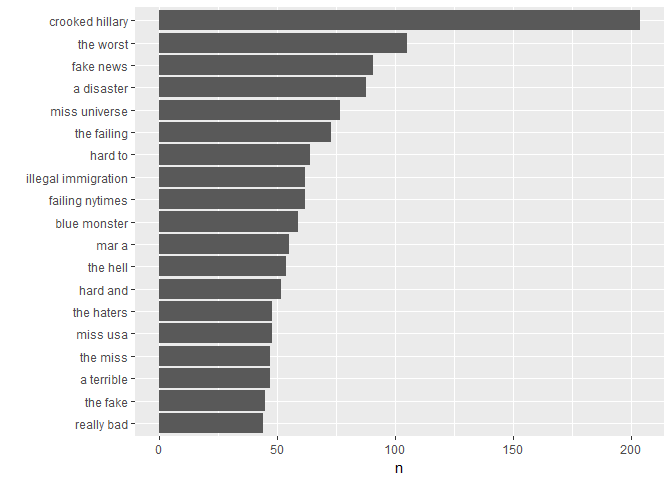 crooked hillary
the worst
fake news
a disaster
miss universe
the failing
hard to
illegal immigration
failing nytimes
blue monster
mar a
the hell
hard and
the haters
miss usa
the miss
a terrible
the fake
really bad
0 50 100 150 200
n